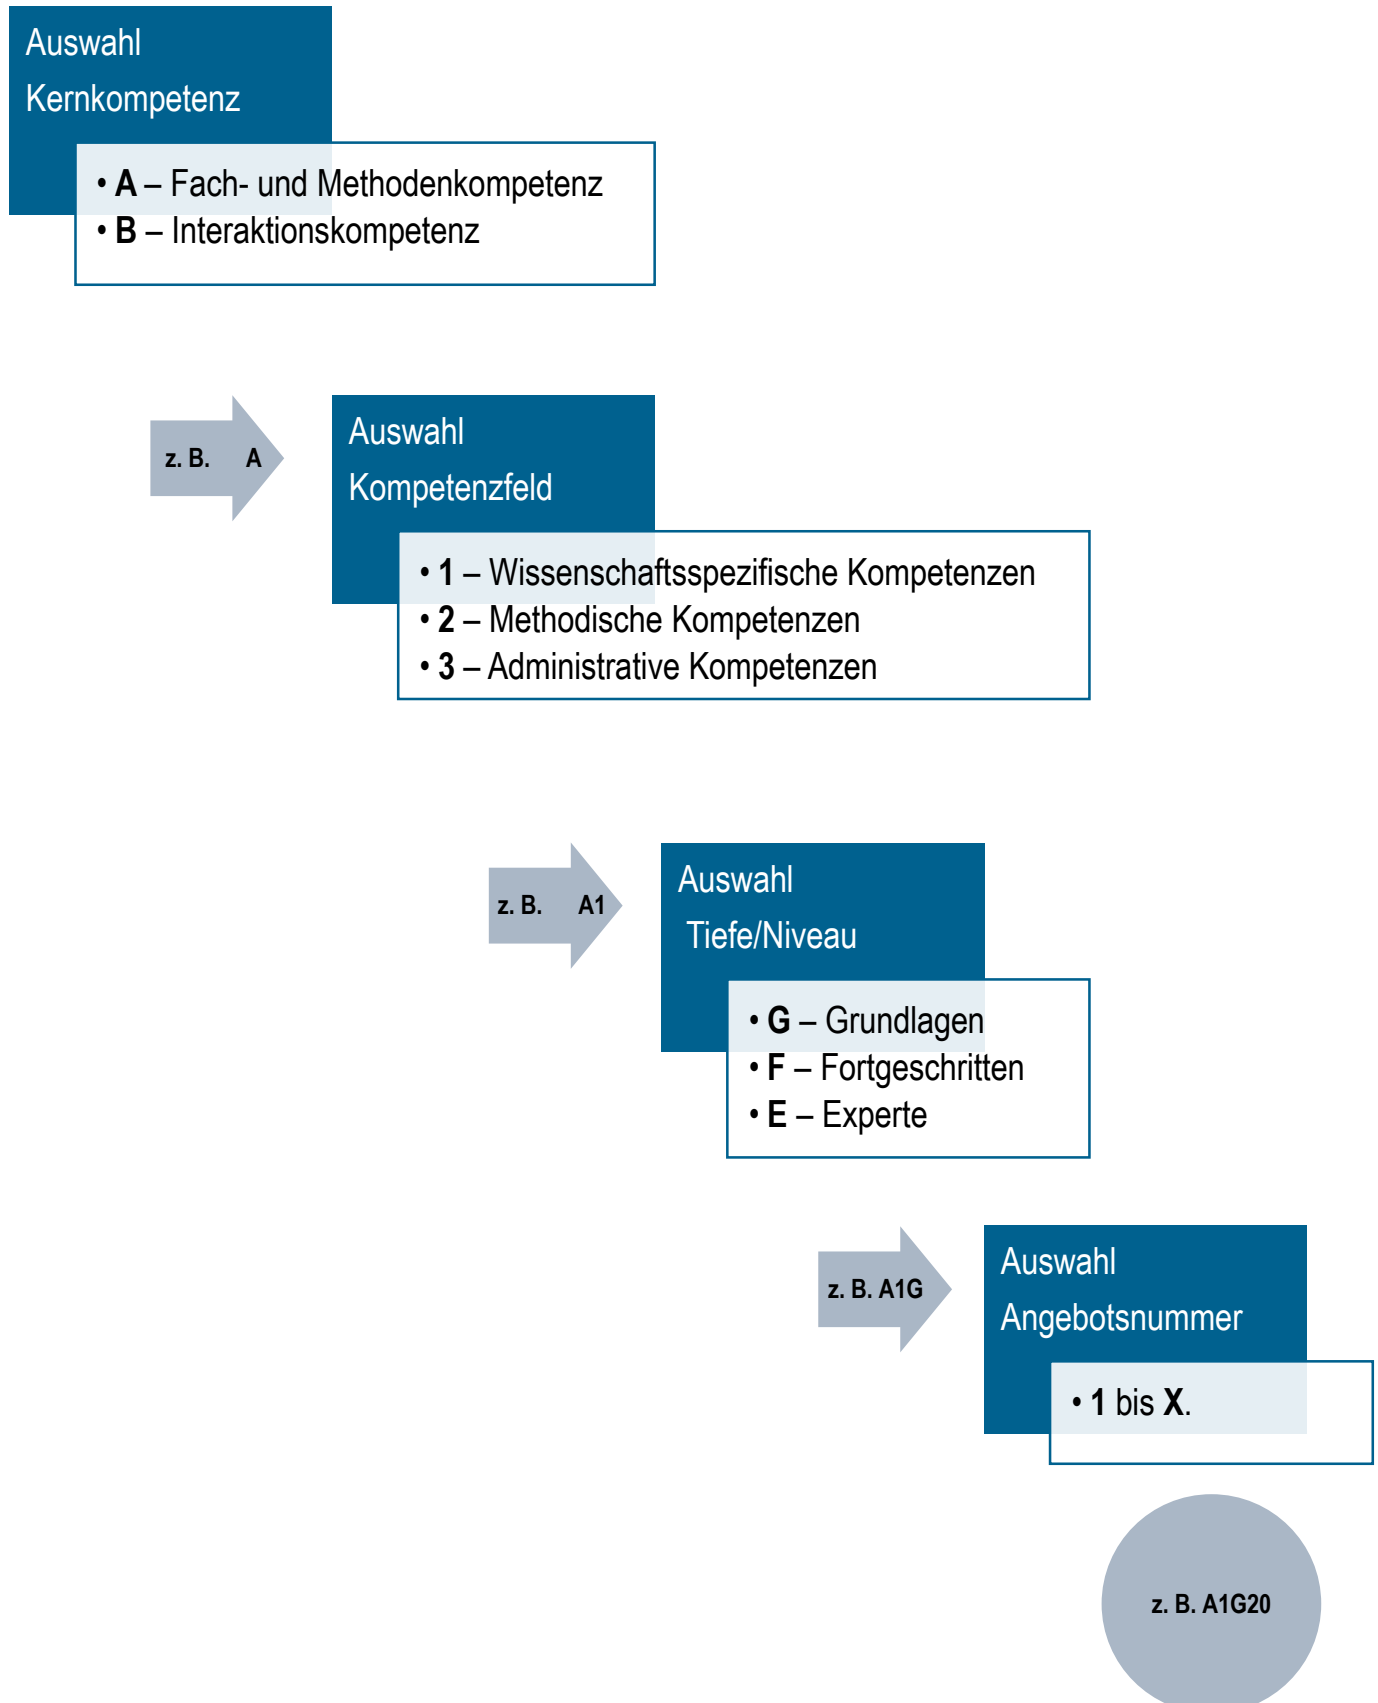 Auswahl
Kernkompetenz
• A – Fach- und Methodenkompetenz
• B – Interaktionskompetenz
z. B. A
Auswahl
Kompetenzfeld
• 1 – Wissenschaftsspezifische Kompetenzen
• 2 – Methodische Kompetenzen
• 3 – Administrative Kompetenzen
z. B. A1
Auswahl
Tiefe/Niveau
• G – Grundlagen
• F – Fortgeschritten
• E – Experte
z. B. A1G
Auswahl
Angebotsnummer
• 1 bis X.
z. B. A1G20